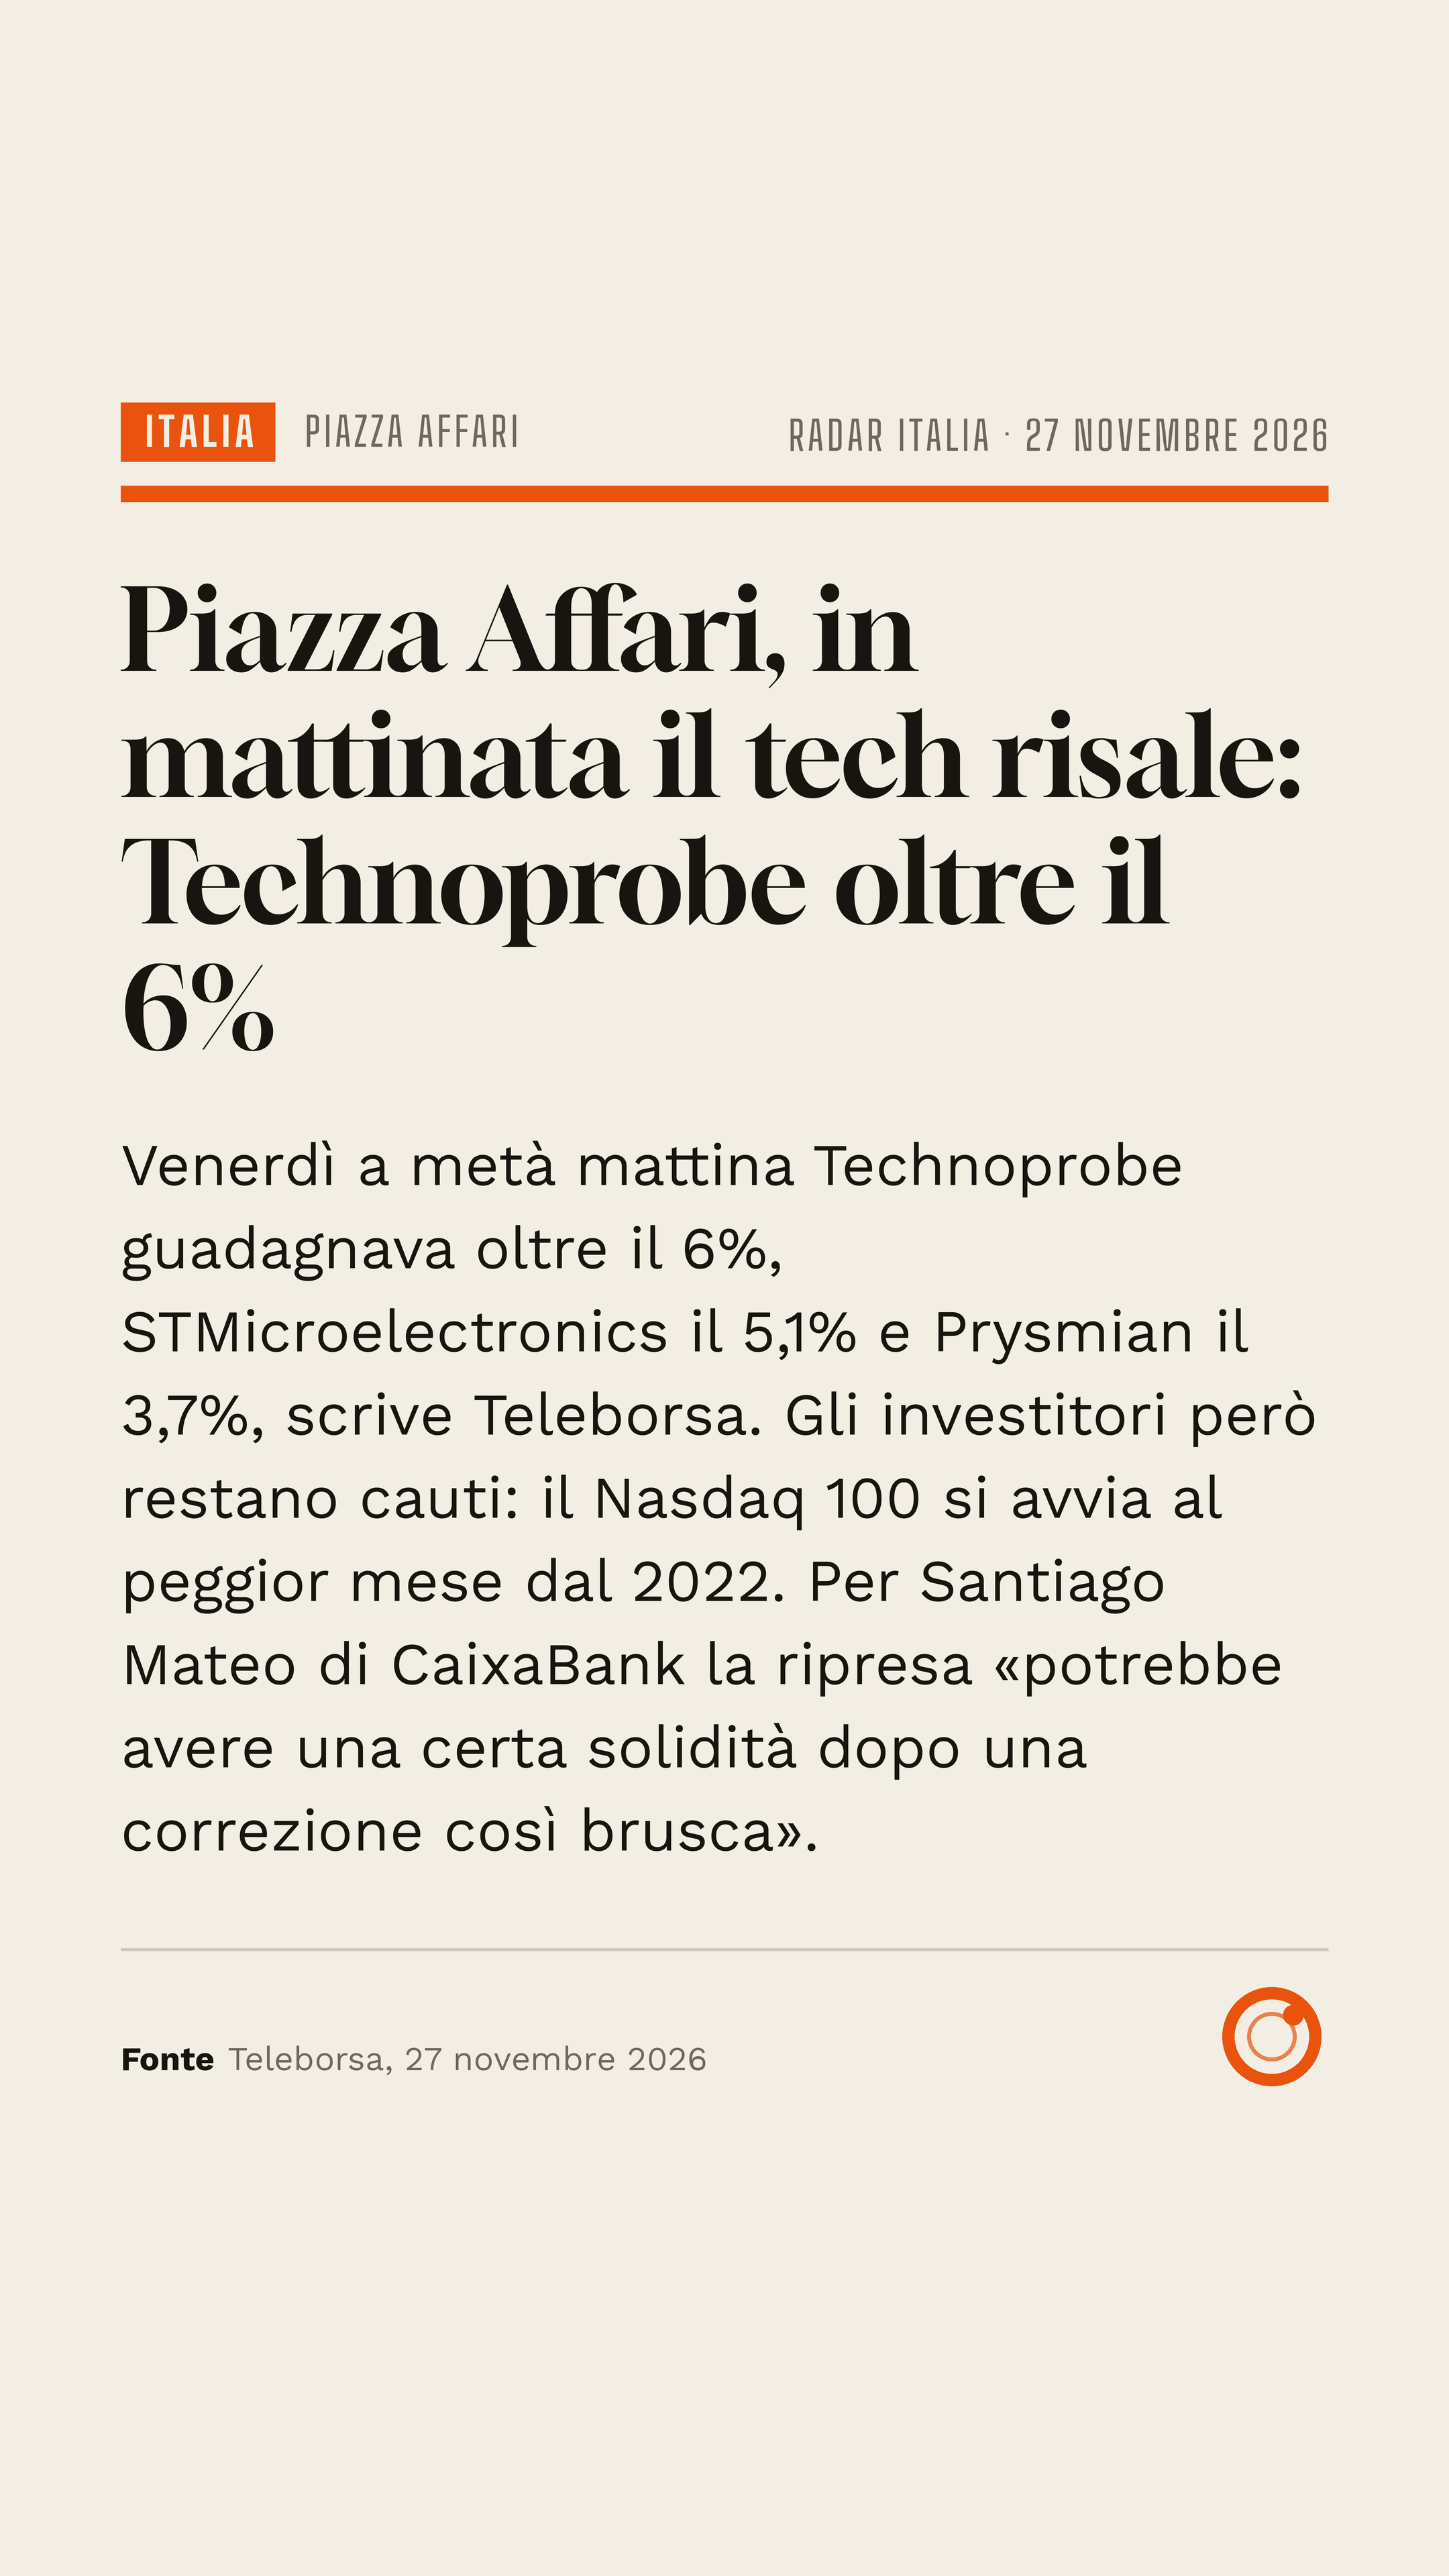 ITALIA PIAZZA AFFARI RADAR ITALIA · 27 NOVEMBRE 2026
Piazza Affari, in
mattinata il tech risale:
Technoprobe oltre il
6%
Venerdì a metà mattina Technoprobe
guadagnava oltre il 6%,
STMicroelectronics il 5,1% e Prysmian il
3,7%, scrive Teleborsa. Gli investitori però
restano cauti: il Nasdaq 100 si avvia al
peggior mese dal 2022. Per Santiago
Mateo di CaixaBank la ripresa «potrebbe
avere una certa solidità dopo una
correzione così brusca».
Fonte Teleborsa, 27 novembre 2026